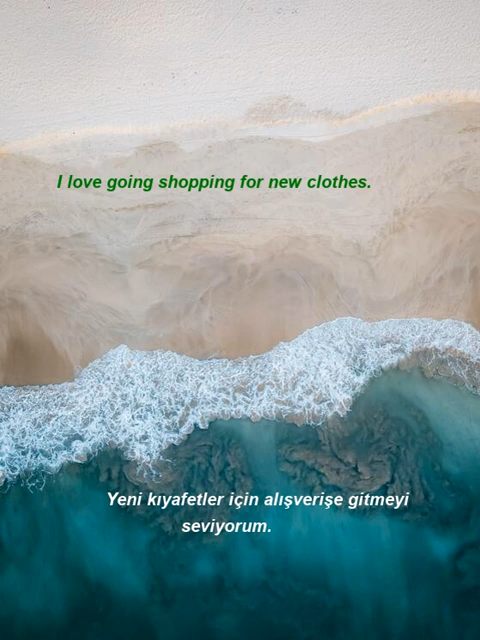 I love going shopping for new clothes.
Yeni kıyafetler için alışverişe gitmeyi
seviyorum.